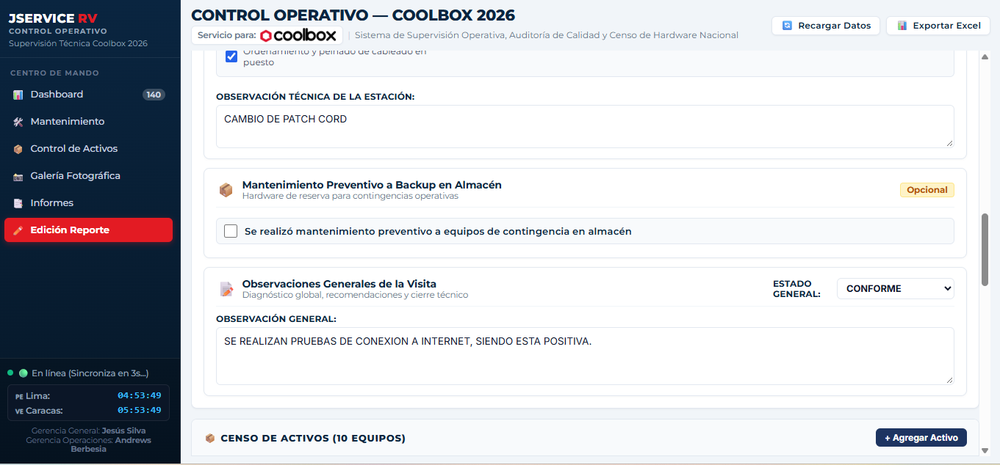 JSERVICE RV
CONTROL OPERATIVO
Supervisión Técnica Coolbox 2026
CENTRO DE MANDO
Dashboard 140
Mantenimiento
Control de Activos
Galería Fotográfica
Informes
Edición Reporte
En línea (Sincroniza en 3s...)
PE Lima: 04:53:49
VE Caracas: 05:53:49
Gerencia General: Jesús Silva
Gerencia Operaciones: Andrews
Berbesia
CONTROL OPERATIVO — COOLBOX 2026
Servicio para: coolbox | Sistema de Supervisión Operativa, Auditoría de Calidad y Censo de Hardware Nacional
Recargar Datos
Exportar Excel
Ordenamiento y peinado de cableado en
puesto
OBSERVACIÓN TÉCNICA DE LA ESTACIÓN:
CAMBIO DE PATCH CORD
Mantenimiento Preventivo a Backup en Almacén
Hardware de reserva para contingencias operativas
Opcional
Se realizó mantenimiento preventivo a equipos de contingencia en almacén
Observaciones Generales de la Visita
Diagnóstico global, recomendaciones y cierre técnico
ESTADO
GENERAL:
CONFORME
OBSERVACIÓN GENERAL:
SE REALIZAN PRUEBAS DE CONEXION A INTERNET, SIENDO ESTA POSITIVA.
CENSO DE ACTIVOS (10 EQUIPOS)
+ Agregar Activo